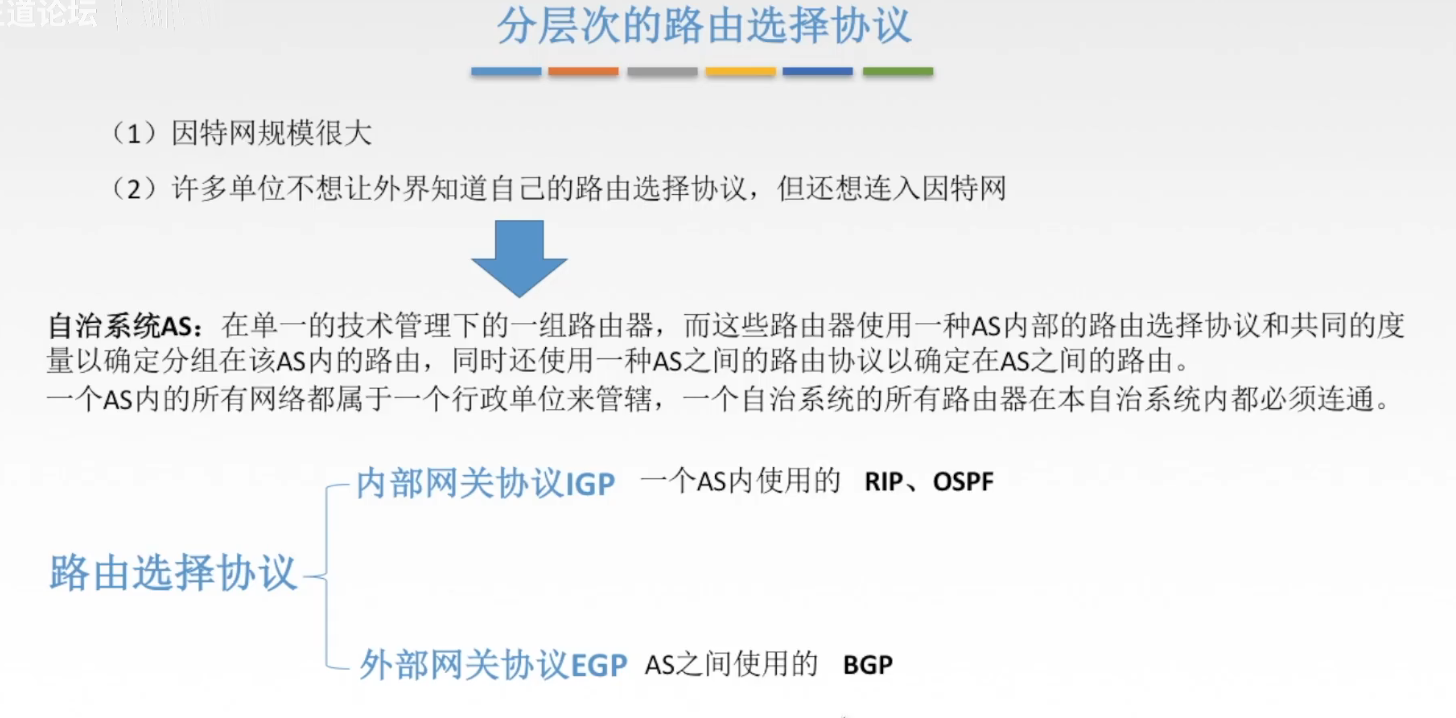 道论坛
分层次的路由选择协议
（1）因特网规模很大
（2）许多单位不想让外界知道自己的路由选择协议，但还想连入因特网
自治系统AS：在单一的技术管理下的一组路由器，而这些路由器使用一种AS内部的路由选择协议和共同的度
量以确定分组在该AS内的路由，同时还使用一种AS之间的路由协议以确定在AS之间的路由。
一个AS内的所有网络都属于一个行政单位来管辖，一个自治系统的所有路由器在本自治系统内都必须连通。
内部网关协议IGP 一个AS内使用的 RIP、OSPF
路由选择协议
外部网关协议EGP AS之间使用的 BGP